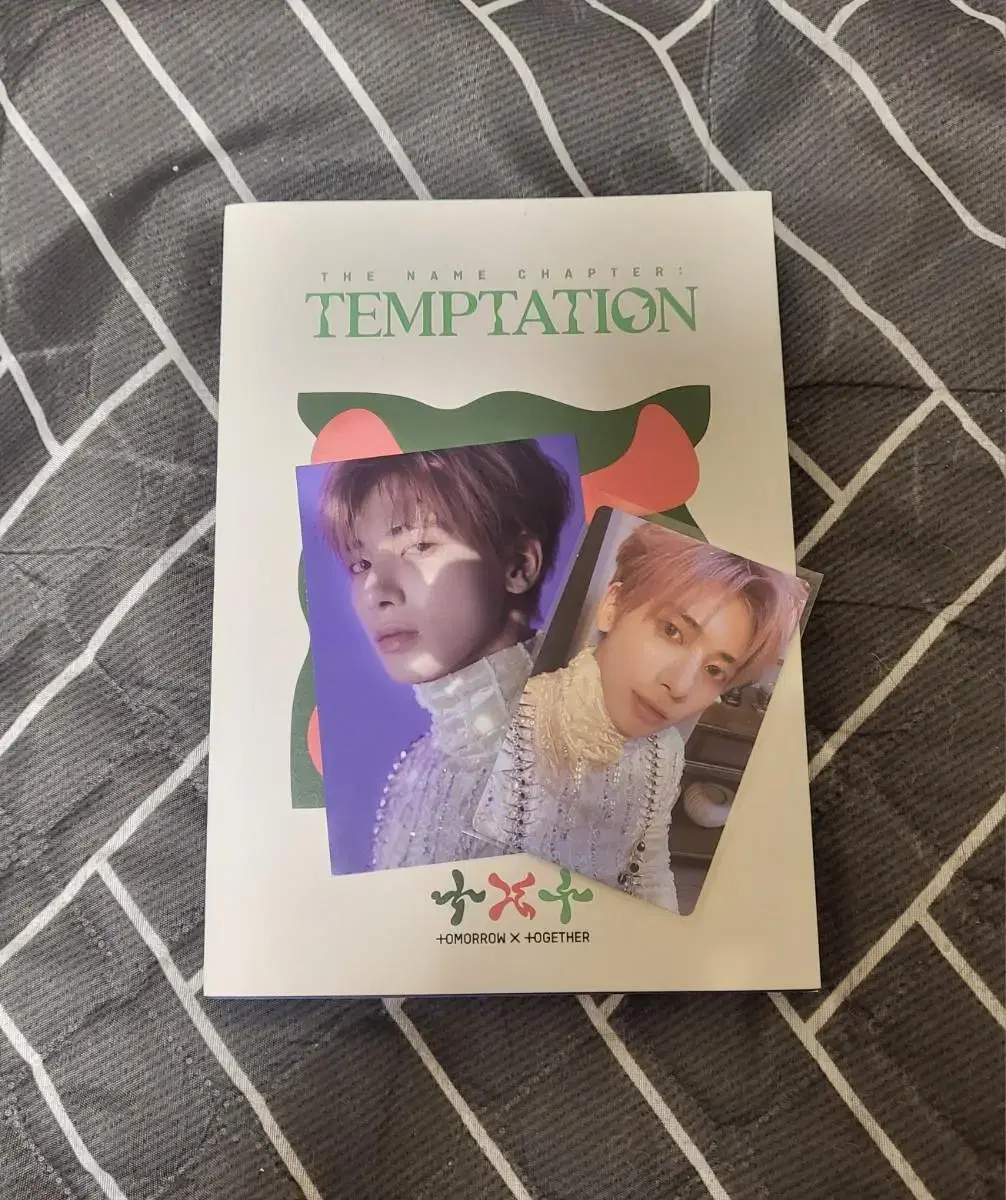 THE NAME CHAPTER:
TEMPTATION
TOMORROW X TOGETHER